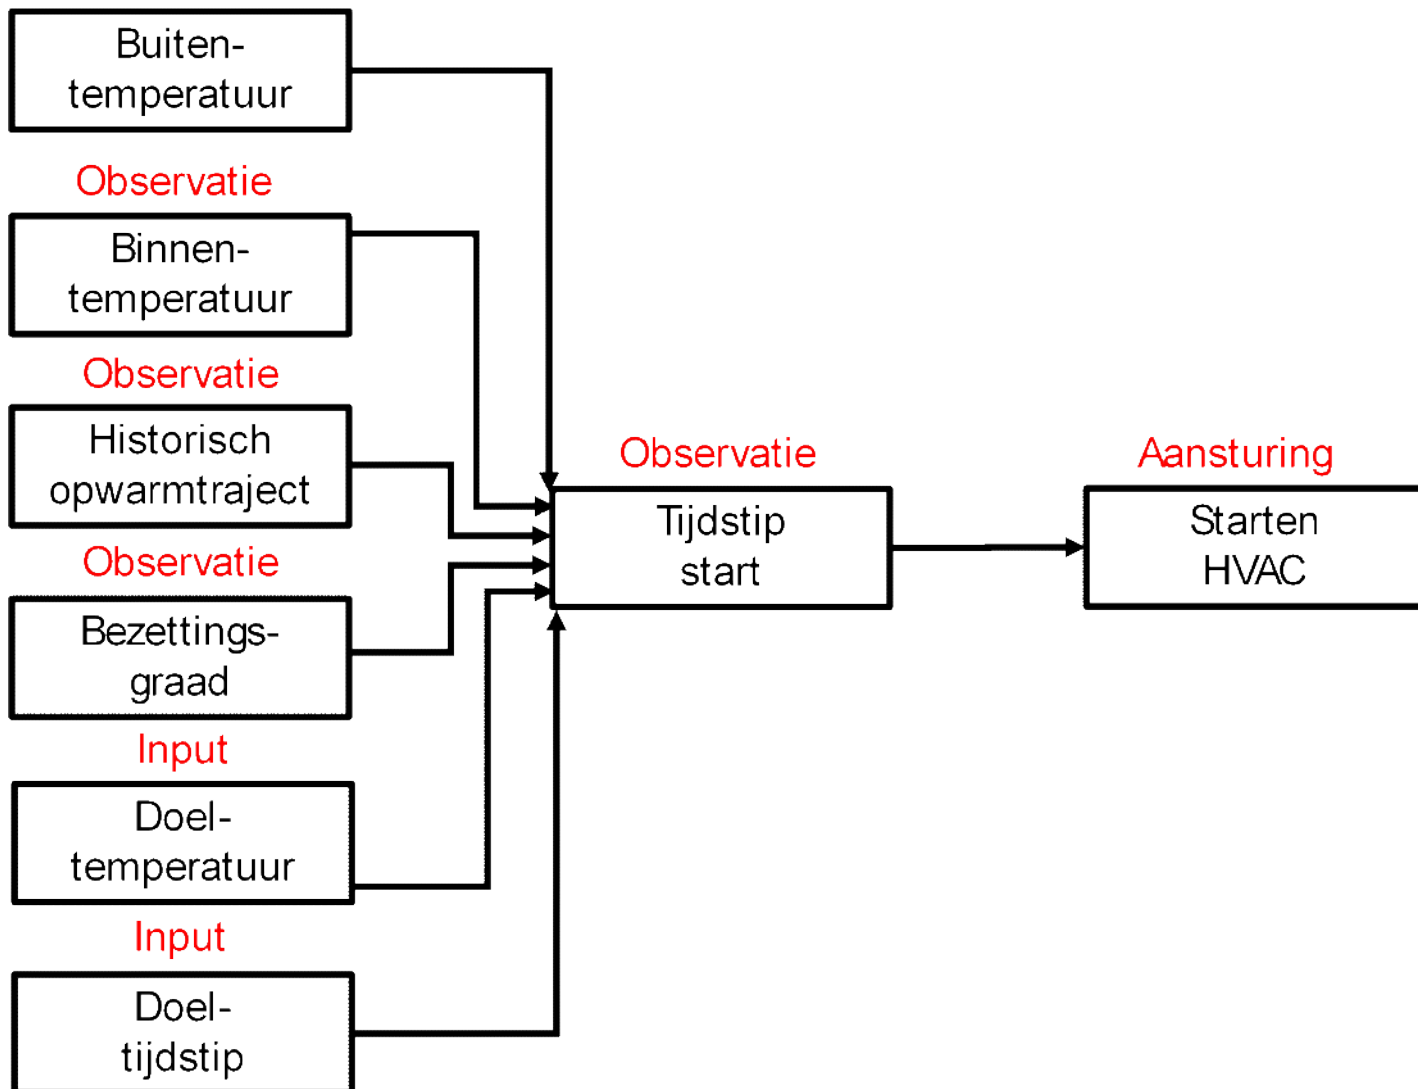 Buiten-
temperatuur
Observatie
Binnen-
temperatuur
Observatie
Historisch
opwarmtraject
Observatie
Bezettings-
graad
Input
Doel-
temperatuur
Input
Doel-
tijdstip
Observatie
Tijdstip
start
Aansturing
Starten
HVAC